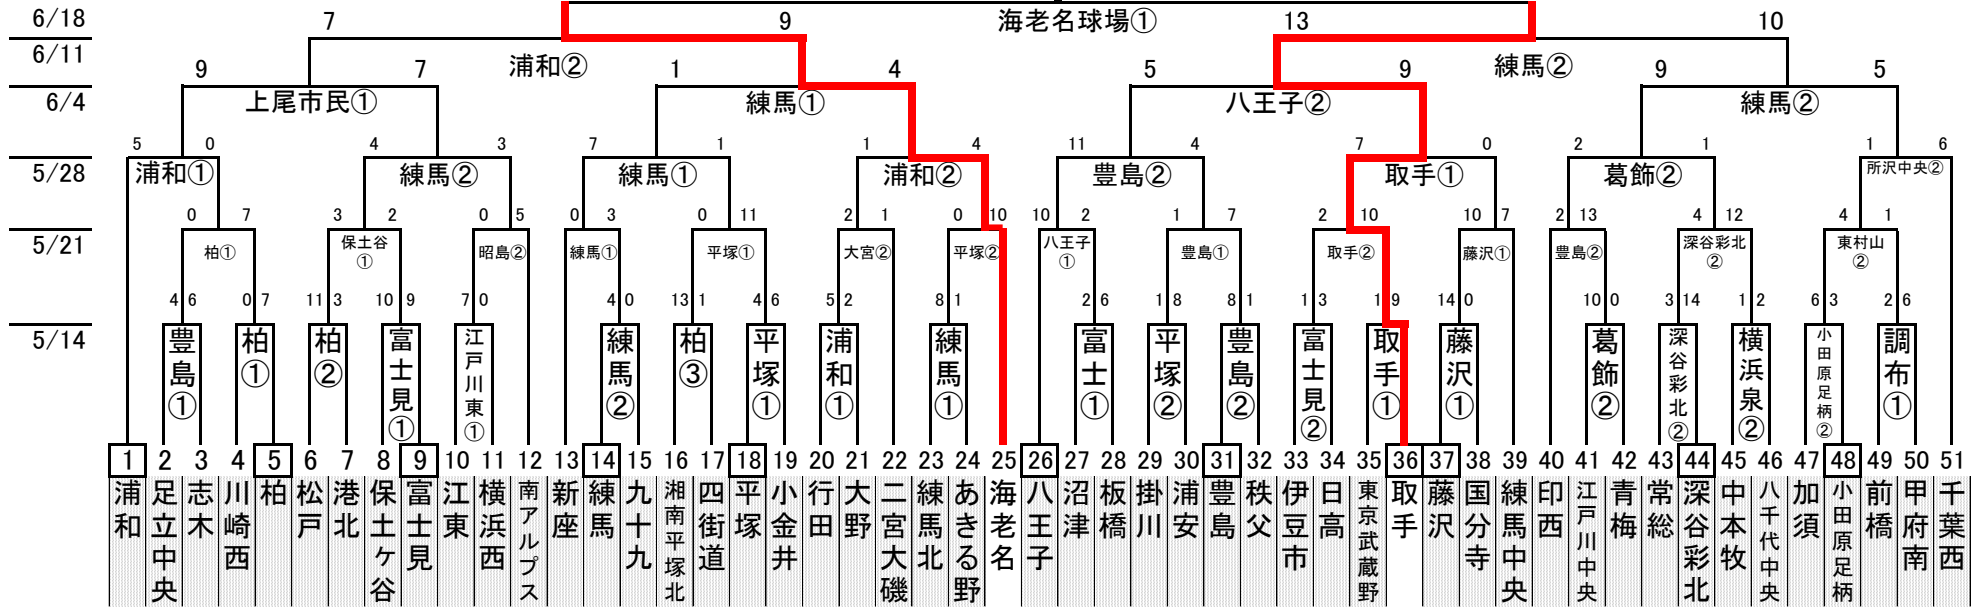 6/18 7 9 海老名球場① 13 10
6/11 浦和② 練馬②
9 7 1 4 5 9 9 5
6/4 上尾市民① 練馬① 八王子② 練馬②
5 0 4 3 7 1 1 4 11 4 7 0 2 1 1 6
5/28 浦和① 練馬② 練馬① 浦和② 豊島② 取手① 葛飾② 所沢中央②
0 7 3 2 0 5 0 3 0 11 2 1 0 10 10 2 1 7 2 10 10 7 2 13 4 12 4 1
5/21 柏① 保土谷① 昭島② 練馬① 平塚① 大宮② 平塚② 八王子① 豊島① 取手② 藤沢① 豊島② 深谷彩北② 東村山②
4 6 0 7 11 3 10 9 7 0 4 0 13 1 4 6 5 2 8 1 2 6 1 8 8 1 1 3 1 9 14 0 10 0 3 14 1 2 6 3 2 6
5/14 豊島① 柏① 柏② 富士見① 江戸川東① 練馬② 柏③ 平塚① 浦和① 練馬① 富士① 平塚② 豊島② 富士見② 取手① 藤沢① 葛飾② 深谷彩北② 横浜泉② 小田原足柄② 調布①
1 2 3 4 5 6 7 8 9 10 11 12 13 14 15 16 17 18 19 20 21 22 23 24 25 26 27 28 29 30 31 32 33 34 35 36 37 38 39 40 41 42 43 44 45 46 47 48 49 50 51
浦和
足立中央
志木
川崎西
柏
松戸
港北
保土ヶ谷
富士見
江東
横浜西
南アルプス
新座
練馬
九十九
湘南平塚北
四街道
平塚
小金井
行田
大野
二宮大磯
練馬北
あきる野
海老名
八王子
沼津
板橋
掛川
浦安
豊島
秩父
伊豆市
日高
東京武蔵野
取手
藤沢
国分寺
練馬中央
印西
江戸川中央
青梅
常総
深谷彩北
中本牧
八千代中央
加須
小田原足柄
前橋
甲府南
千葉西